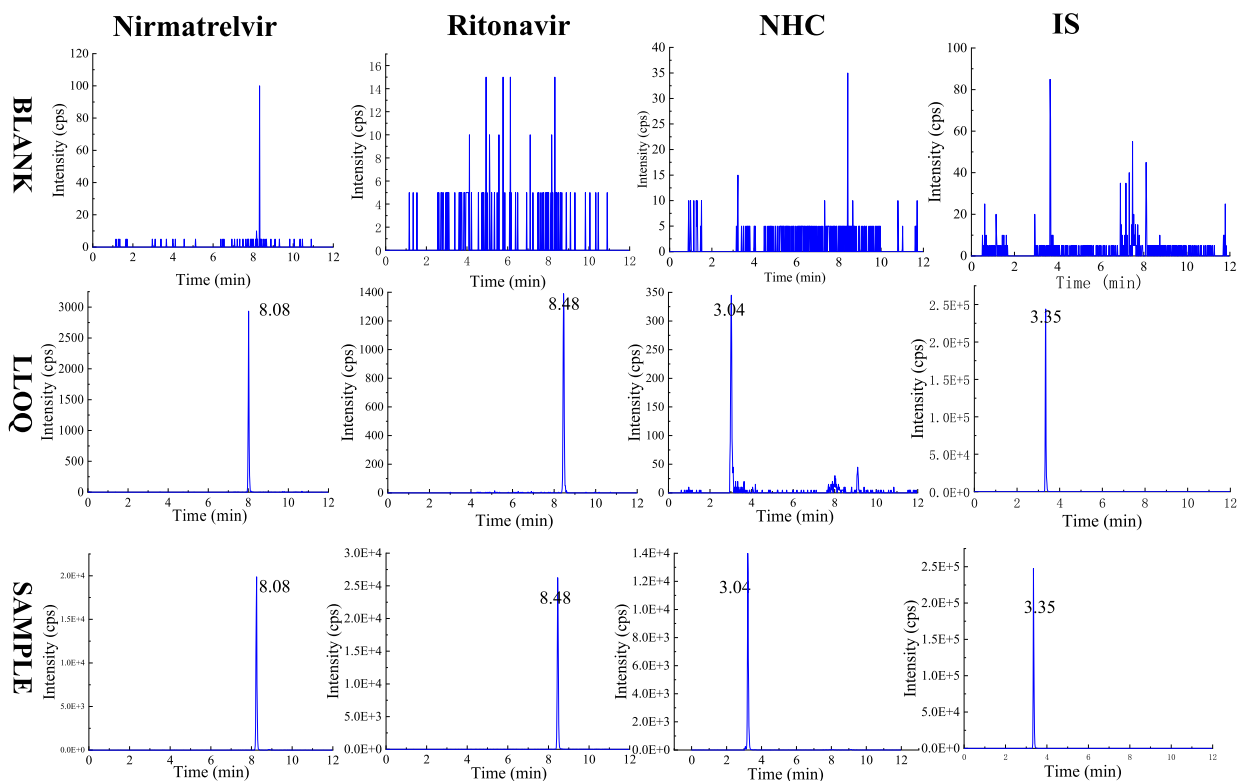 Nirmatrelvir Ritonavir NHC IS
BLANK
Intensity (cps)
120
100
80
60
40
20
0
0 2 4 6 8 10 12
Time (min)
Intensity (cps)
16
14
12
10
8
6
4
2
0
0 2 4 6 8 10 12
Time (min)
Intensity (cps)
40
35
30
25
20
15
10
5
0
0 2 4 6 8 10 12
Time (min)
Intensity (cps)
100
80
60
40
20
0
0 2 4 6 8 10 12
Time (min)
LLOQ
Intensity (cps)
3000
2500
2000
1500
1000
500
0
8.08
0 2 4 6 8 10 12
Time (min)
Intensity (cps)
1400
1200
1000
800
600
400
200
0
8.48
0 2 4 6 8 10 12
Time (min)
Intensity (cps)
350
300
250
200
150
100
50
0
3.04
0 2 4 6 8 10 12
Time (min)
Intensity (cps)
2.5E+5
2.0E+5
1.5E+5
1.0E+5
5.0E+4
0.0E+0
3.35
0 2 4 6 8 10 12
Time (min)
SAMPLE
Intensity (cps)
2.0E+4
1.5E+4
1.0E+4
5.0E+3
0.0E+0
8.08
0 2 4 6 8 10 12
Time (min)
Intensity (cps)
3.0E+4
2.5E+4
2.0E+4
1.5E+4
1.0E+4
5.0E+3
0.0E+0
8.48
0 2 4 6 8 10 12
Time (min)
Intensity (cps)
1.4E+4
1.2E+4
1.0E+4
8.0E+3
6.0E+3
4.0E+3
2.0E+3
0.0E+0
3.04
0 2 4 6 8 10 12
Time (min)
Intensity (cps)
2.5E+5
2.0E+5
1.5E+5
1.0E+5
5.0E+4
0.0E+0
3.35
0 2 4 6 8 10 12
Time (min)